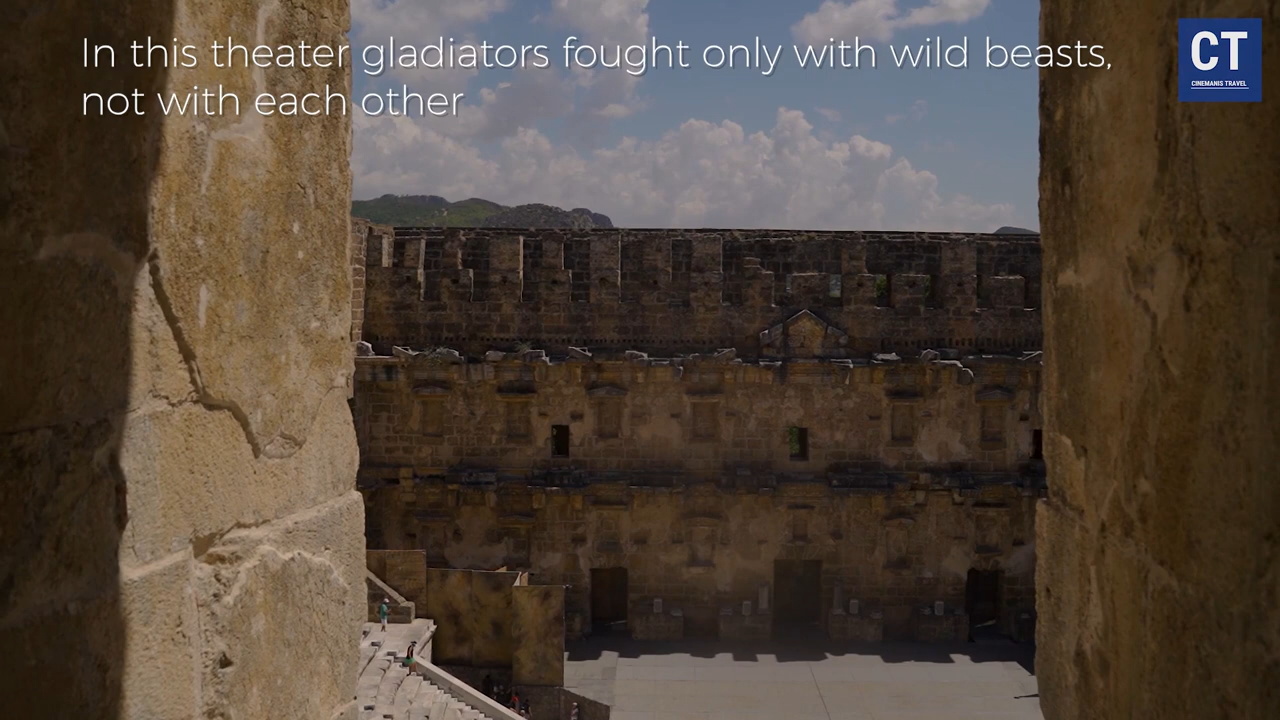 In this theater gladiators fought only with wild beasts,
not with each other
CT
CINEMANIS TRAVEL